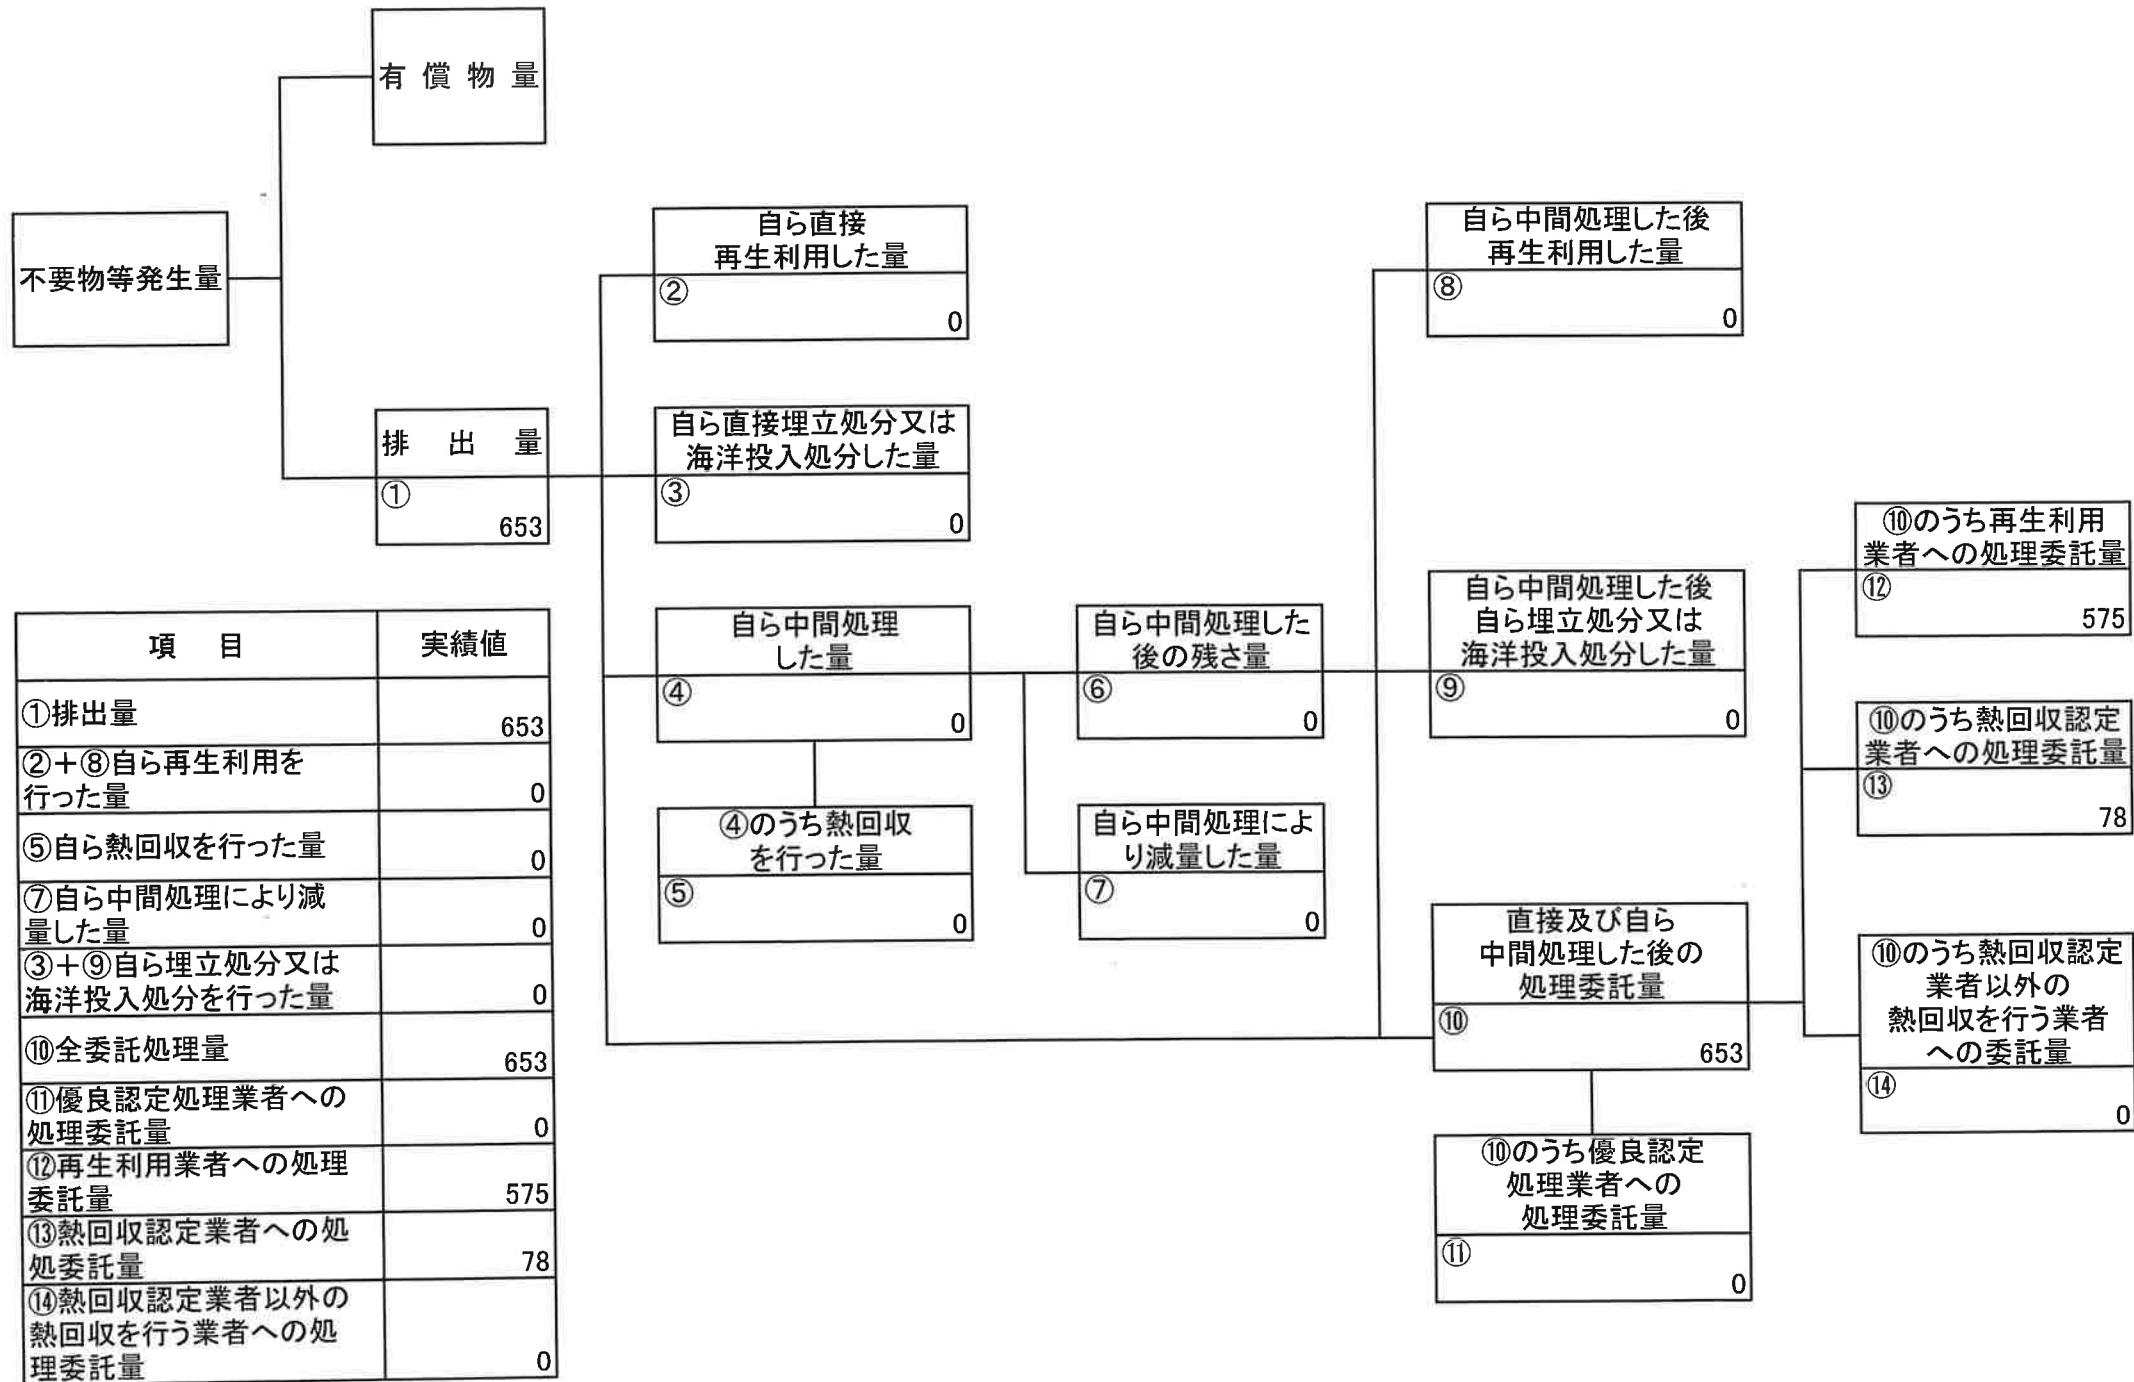 有償物量
不要物等発生量
排出量
①
653
自ら直接
再生利用した量
②
0
自ら直接埋立処分又は
海洋投入処分した量
③
0
自ら中間処理
した量
④
0
④のうち熱回収
を行った量
⑤
0
自ら中間処理した
後の残さ量
⑥
0
自ら中間処理によ
り減量した量
⑦
0
自ら中間処理した後
再生利用した量
⑧
0
自ら中間処理した後
自ら埋立処分又は
海洋投入処分した量
⑨
0
直接及び自ら
中間処理した後の
処理委託量
⑩
653
⑩のうち優良認定
処理業者への
処理委託量
⑪
0
⑩のうち再生利用
業者への処理委託量
⑫
575
⑩のうち熱回収認定
業者への処理委託量
⑬
78
⑩のうち熱回収認定
業者以外の
熱回収を行う業者
への委託量
⑭
0
項目 実績値
①排出量
653
②＋⑧自ら再生利用を
行った量
0
⑤自ら熱回収を行った量
0
⑦自ら中間処理により減
量した量
0
③＋⑨自ら埋立処分又は
海洋投入処分を行った量
0
⑩全委託処理量
653
⑪優良認定処理業者への
処理委託量
0
⑫再生利用業者への処理
委託量
575
⑬熱回収認定業者への処
処委託量
78
⑭熱回収認定業者以外の
熱回収を行う業者への処
理委託量
0